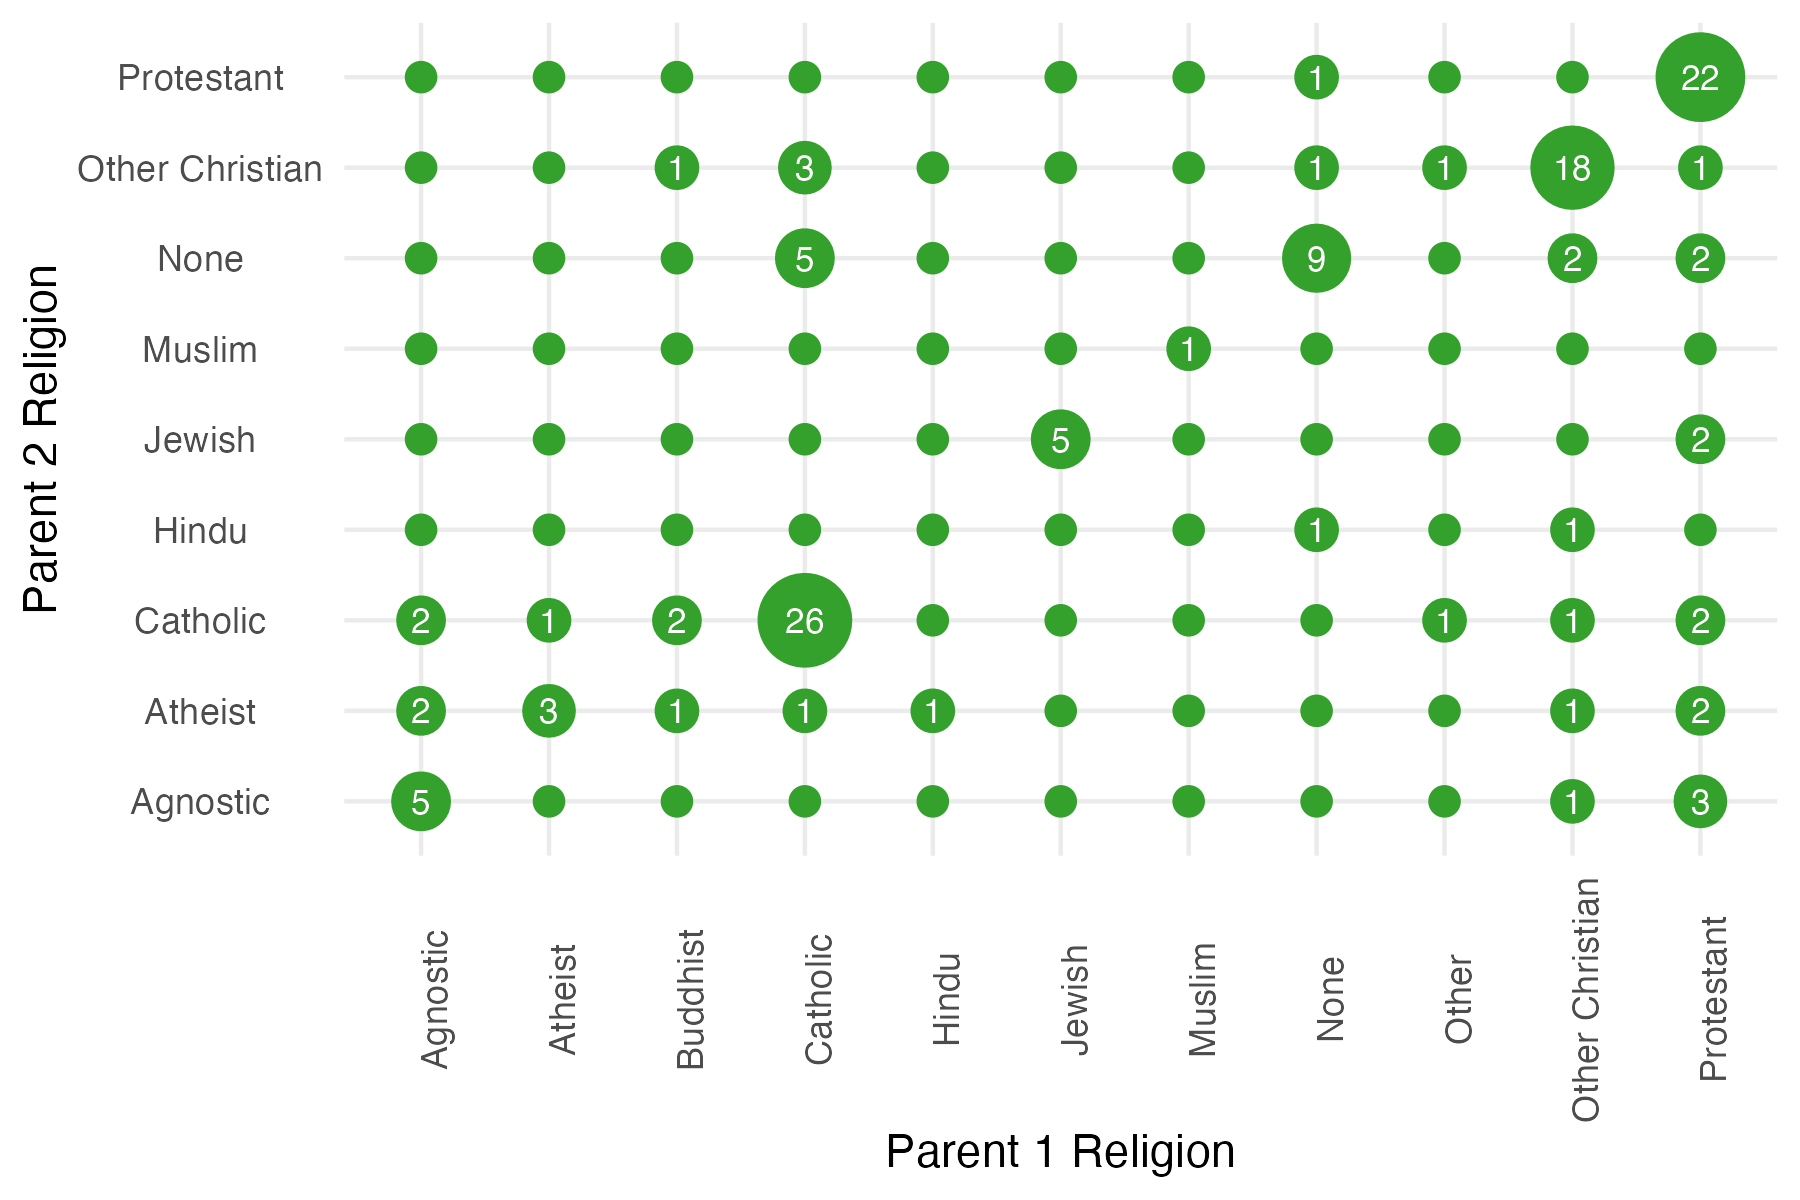 Protestant 1 22
Other Christian 1 3 1 1 18 1
None 5 9 2 2
Muslim 1
Jewish 5 2
Hindu 1 1
Catholic 2 1 2 26 1 1 2
Atheist 2 3 1 1 1 1 2
Agnostic 5 1 3
Parent 2 Religion
Agnostic
Atheist
Buddhist
Catholic
Hindu
Jewish
Muslim
None
Other
Other Christian
Protestant
Parent 1 Religion